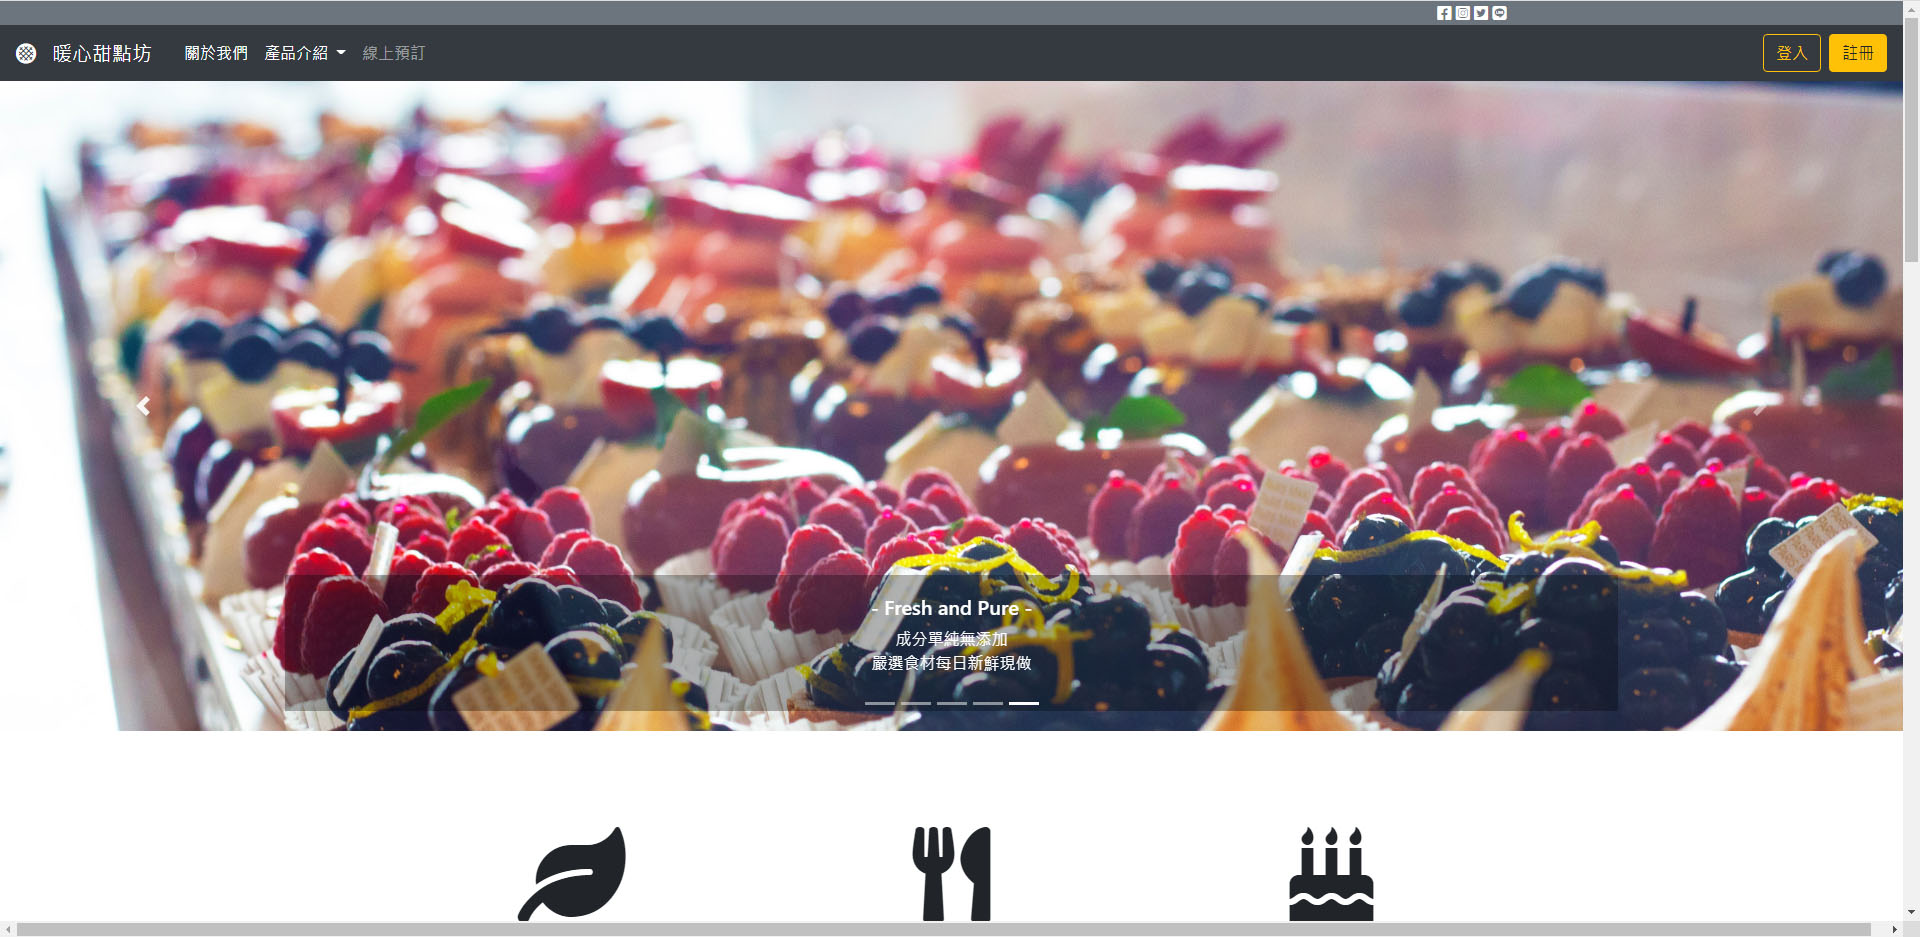 暖心甜點坊
關於我們
產品介紹
線上預訂
登入
註冊
- Fresh and Pure -
成分單純無添加
嚴選食材每日新鮮現做